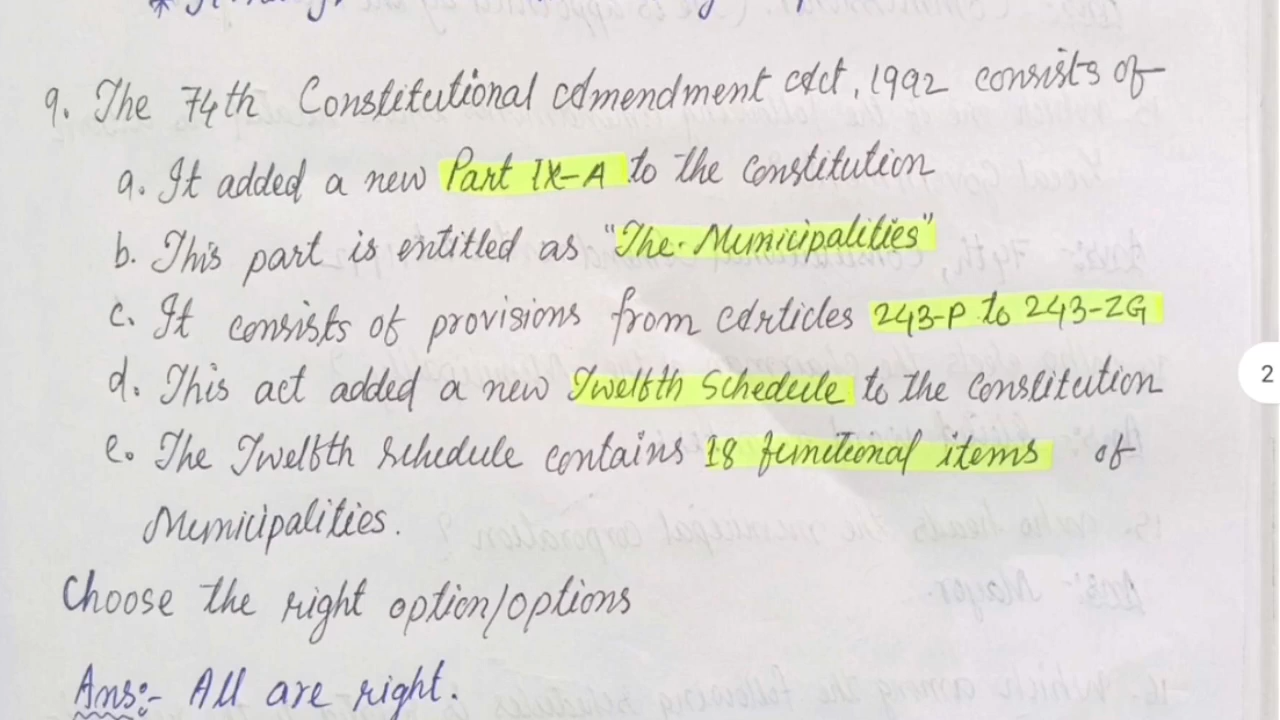 9. The 74th Constitutional Amendment Act, 1992 consists of
a. It added a new Part IX-A to the constitution
b. This part is entitled as "The Municipalities"
c. It consists of provisions from Articles 243-P to 243-ZG
d. This act added a new Twelfth Schedule to the Constitution
e. The Twelfth Schedule contains 18 functional items of
Municipalities.
Choose the right option/options
Ans:- All are right.
2